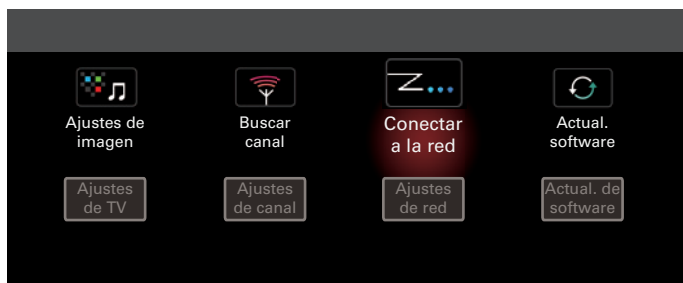 Ajustes de
imagen
Buscar
canal
Conectar
a la red
Actual.
software
Ajustes
de TV
Ajustes
de canal
Ajustes
de red
Actual. de
software